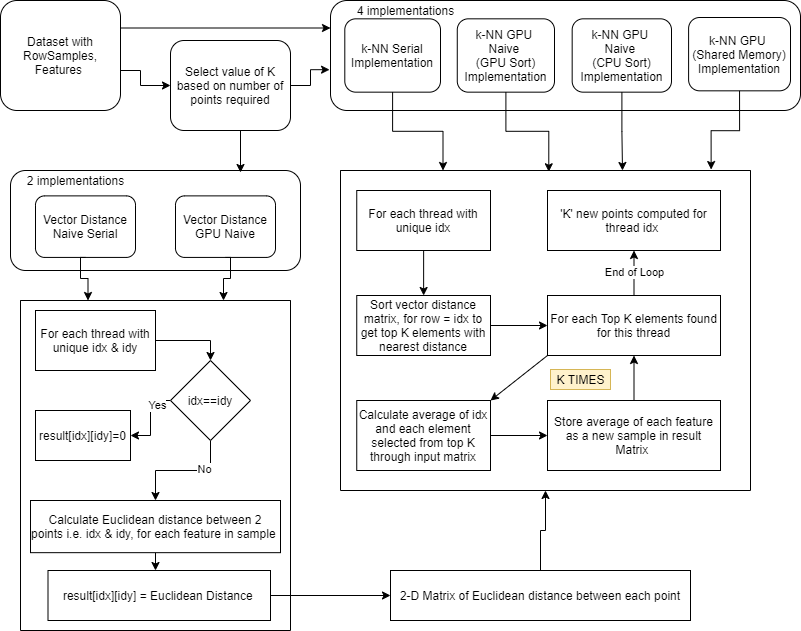 Dataset with
RowSamples,
Features
Select value of K
based on number of
points required
4 implementations
k-NN Serial
Implementation
k-NN GPU
Naive
(GPU Sort)
Implementation
k-NN GPU
Naive
(CPU Sort)
Implementation
k-NN GPU
(Shared Memory)
Implementation
2 implementations
Vector Distance
Naive Serial
Vector Distance
GPU Naive
For each thread with
unique idx & idy
idx==idy
Yes
result[idx][idy]=0
No
Calculate Euclidean distance between 2
points i.e. idx & idy, for each feature in sample
result[idx][idy] = Euclidean Distance
2-D Matrix of Euclidean distance between each point
For each thread with
unique idx
Sort vector distance
matrix, for row = idx to
get top K elements with
nearest distance
'K' new points computed for
thread idx
End of Loop
For each Top K elements found
for this thread
K TIMES
Calculate average of idx
and each element
selected from top K
through input matrix
Store average of each feature
as a new sample in result
Matrix